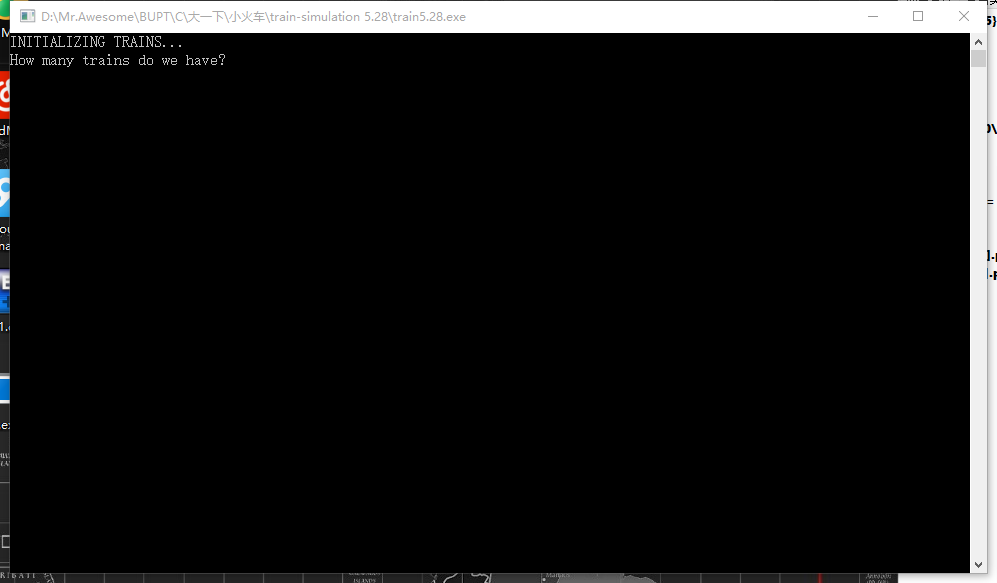 D:\Mr.Awesome\BUPT\C\大一下\小火车\train-simulation 5.28\train5.28.exe
INITIALIZING TRAINS...
How many trains do we have?